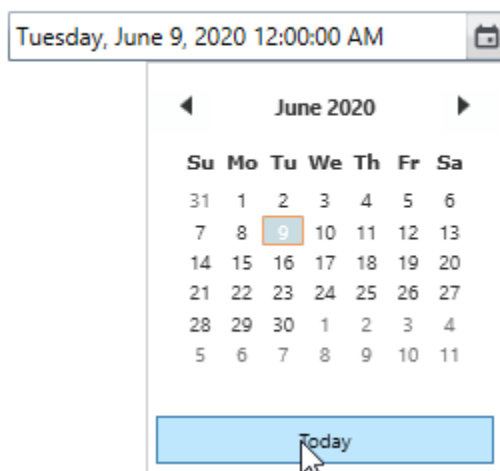 Tuesday, June 9, 2020 12:00:00 AM
June 2020
Su Mo Tu We Th Fr Sa
31 1 2 3 4 5 6
7 8 9 10 11 12 13
14 15 16 17 18 19 20
21 22 23 24 25 26 27
28 29 30 1 2 3 4
5 6 7 8 9 10 11
Today